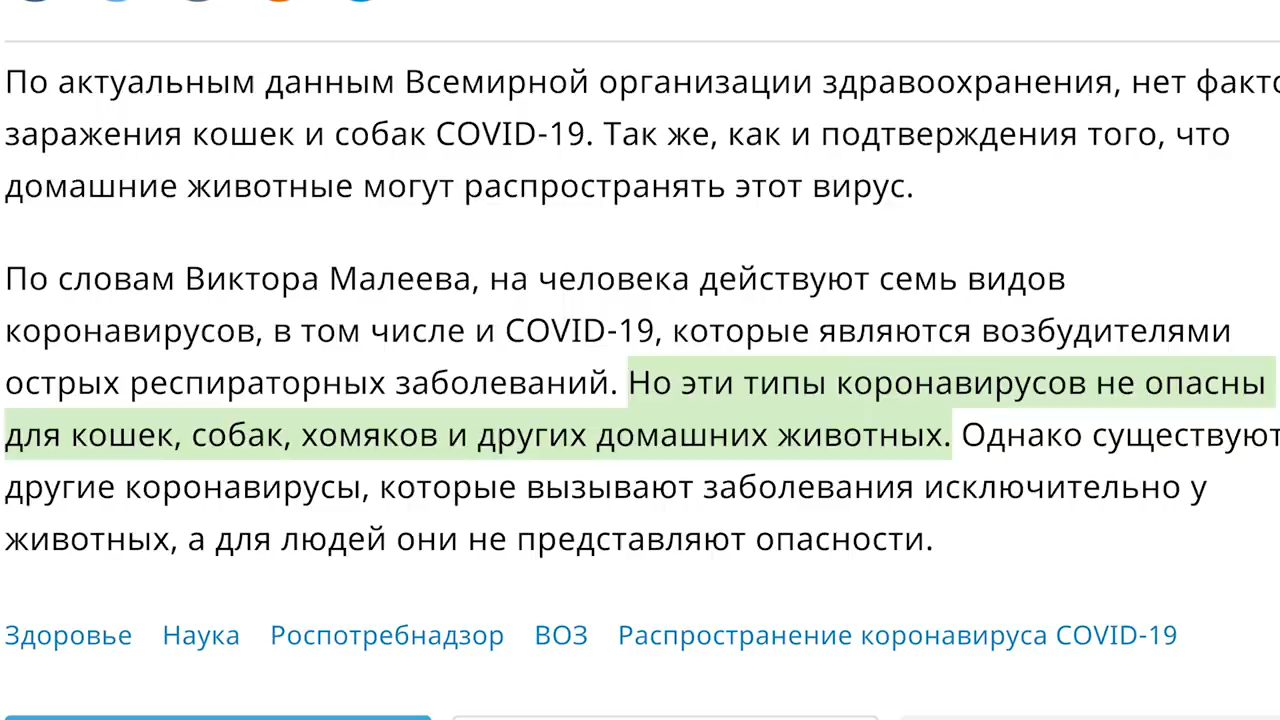 По актуальным данным Всемирной организации здравоохранения, нет
заражения кошек и собак COVID-19. Так же, как и подтверждения того, что
домашние животные могут распространять этот вирус.
По словам Виктора Малеева, на человека действуют семь видов
коронавирусов, в том числе и COVID-19, которые являются возбудителями
острых респираторных заболеваний. Но эти типы коронавирусов не опасны
для кошек, собак, хомяков и других домашних животных. Однако существуют
другие коронавирусы, которые вызывают заболевания исключительно у
животных, а для людей они не представляют опасности.
Здоровье Наука Роспотребнадзор ВОЗ Распространение коронавируса COVID-19